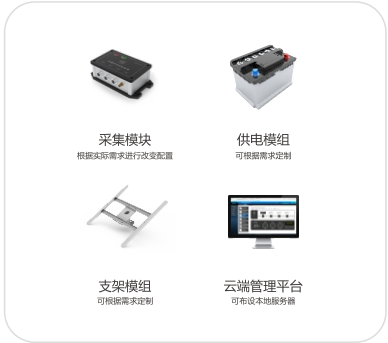 采集模块
供电模组
根据实际需求进行改变配置
可根据需求定制
支架模组
云端管理平台
可根据需求定制
可布设本地服务器